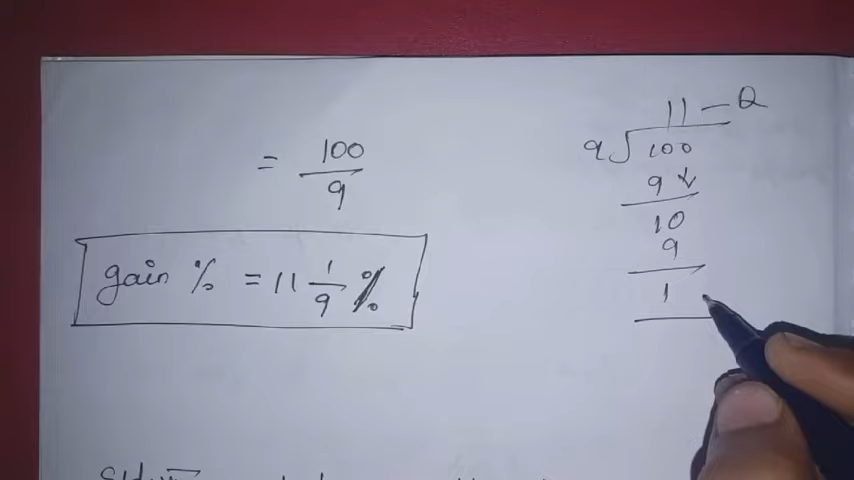 = 100/9
gain % = 11 1/9 %
11 — Q
9 ) 100
9 ↓
10
9
1